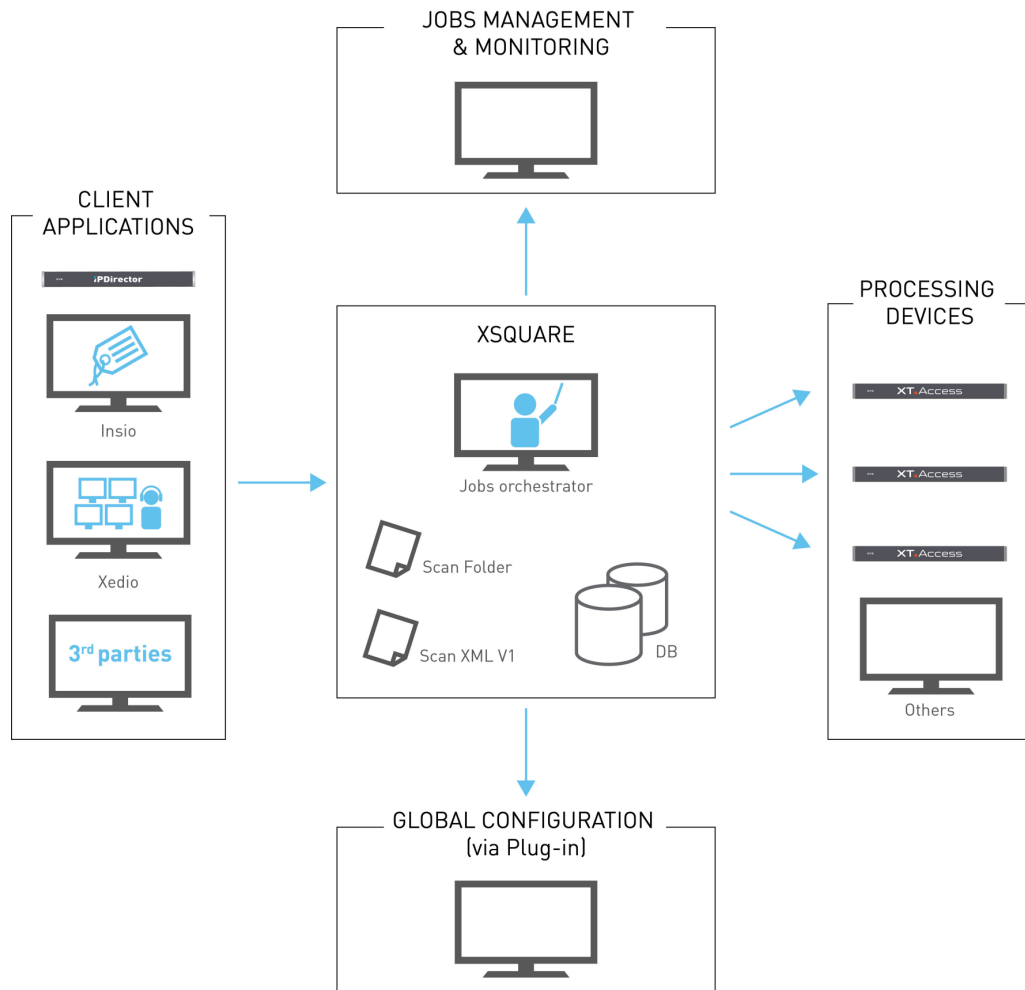 JOBS MANAGEMENT
& MONITORING
CLIENT
APPLICATIONS
iPDirector
Insio
Xedio
3rd parties
XSQUARE
Jobs orchestrator
Scan Folder
Scan XML V1
DB
PROCESSING
DEVICES
XT.Access
XT.Access
XT.Access
Others
GLOBAL CONFIGURATION
(via Plug-in)